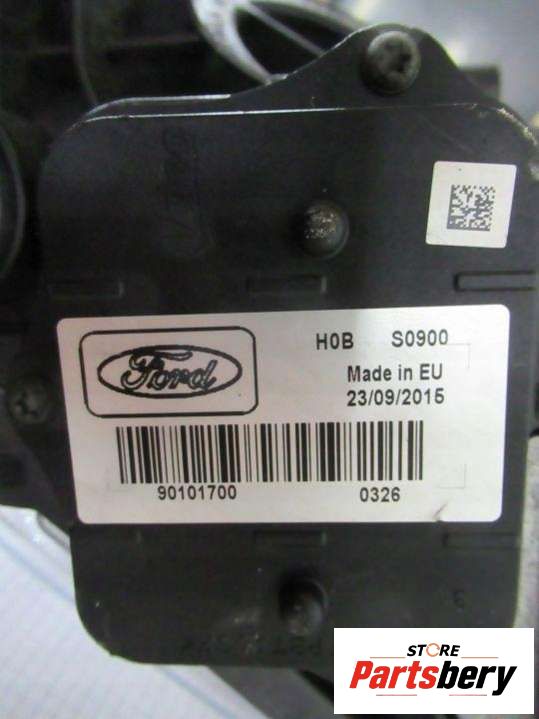 Ford
H0B S0900
Made in EU
23/09/2015
90101700 0326
STORE
Partsbery